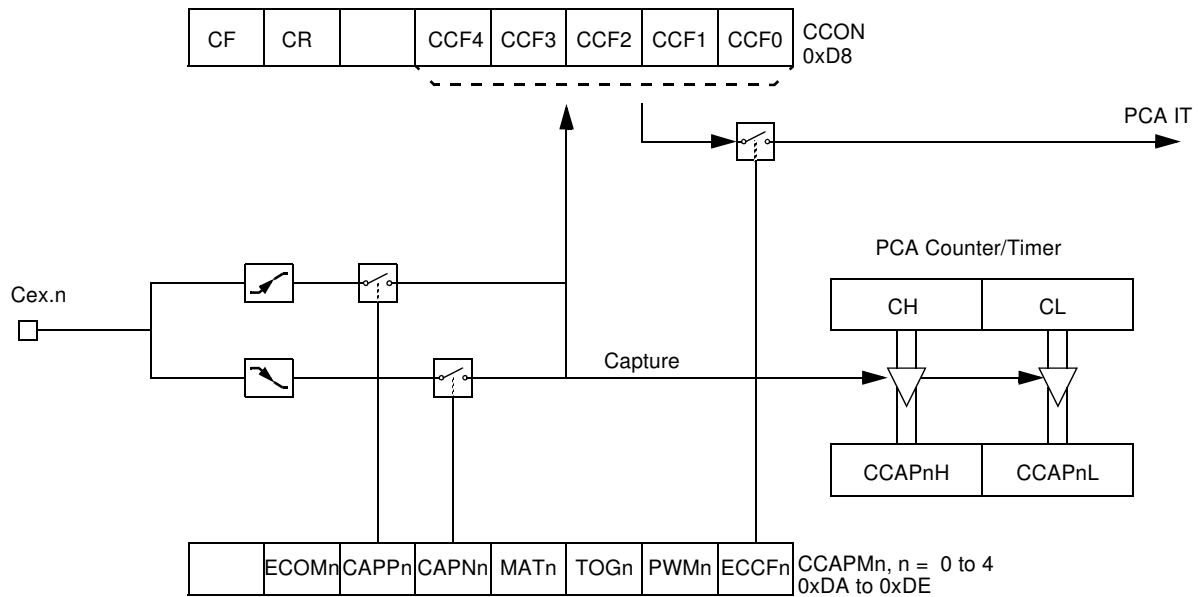 CF CR CCF4 CCF3 CCF2 CCF1 CCF0 CCON
0xD8
PCA IT
PCA Counter/Timer
Cex.n
CH CL
Capture
CCAPnH CCAPnL
ECOMn CAPPn CAPNn MATn TOGn PWMn ECCFn CCAPMn, n = 0 to 4
0xDA to 0xDE